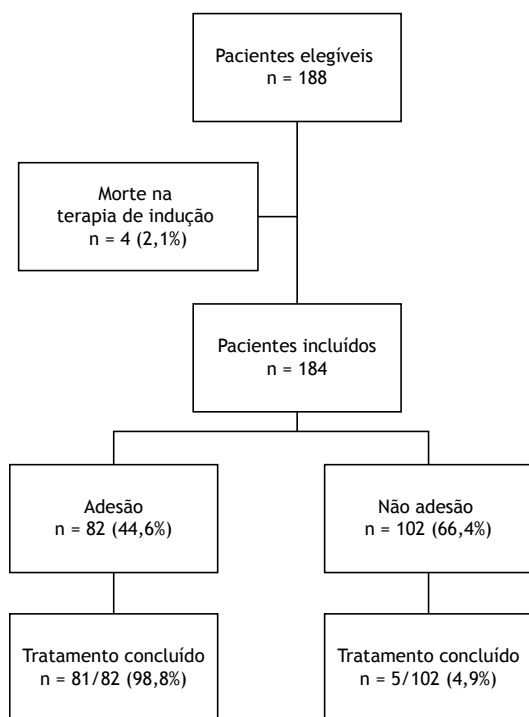 Pacientes elegíveis
n = 188
Morte na
terapia de indução
n = 4 (2,1%)
Pacientes incluídos
n = 184
Adesão
n = 82 (44,6%)
Não adesão
n = 102 (66,4%)
Tratamento concluído
n = 81/82 (98,8%)
Tratamento concluído
n = 5/102 (4,9%)